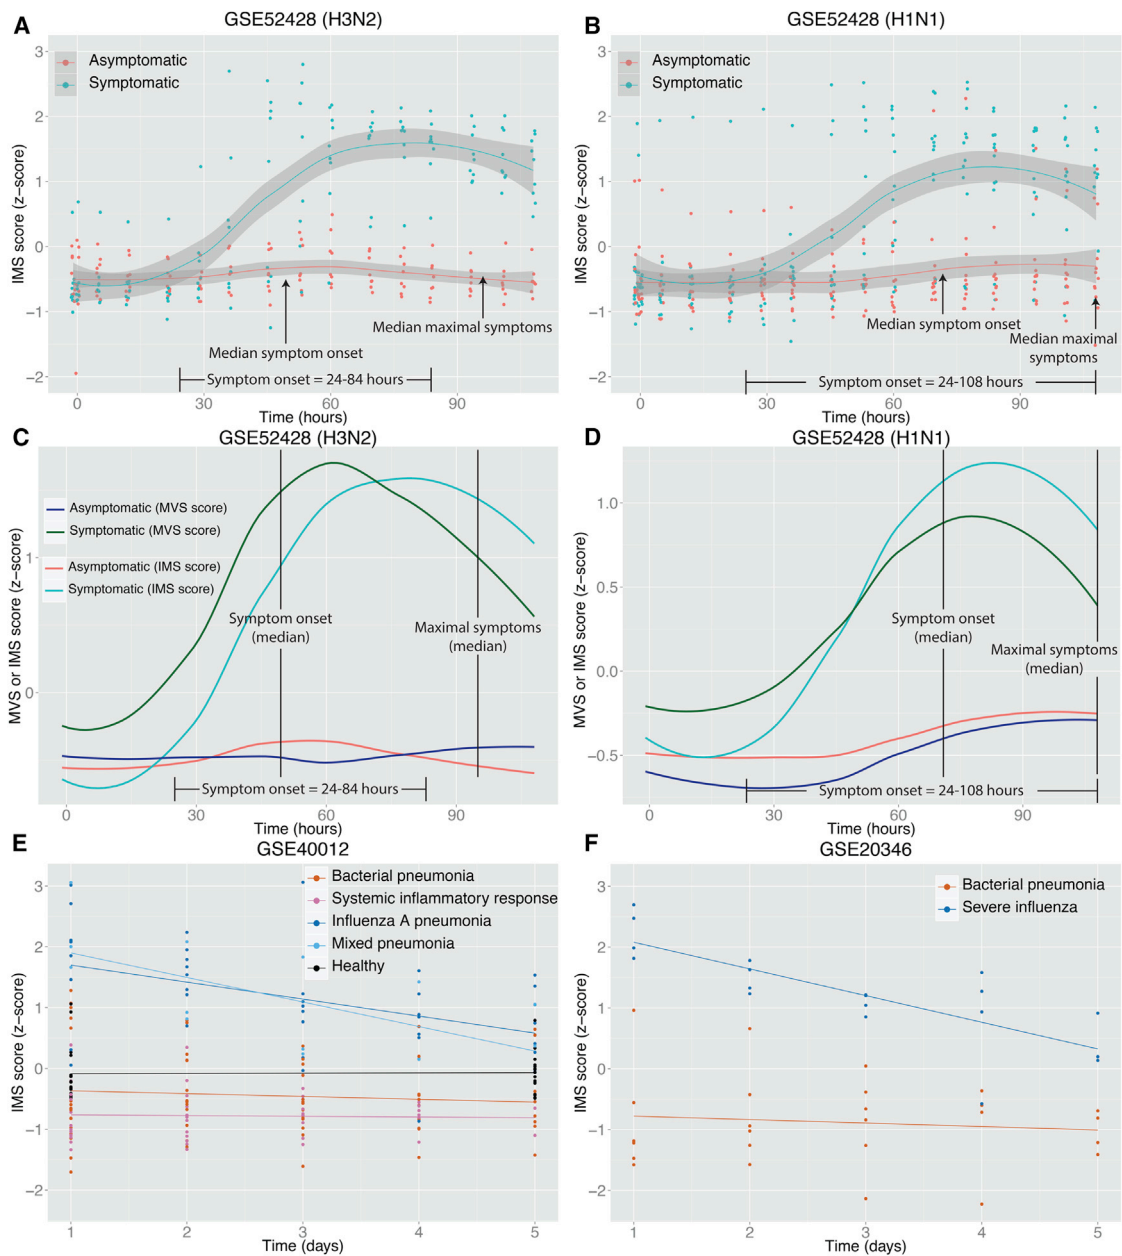 A
GSE52428 (H3N2)
Asymptomatic
Symptomatic
IMS score (z−score)
3
2
1
0
−1
−2
Median maximal symptoms
Median symptom onset
Symptom onset = 24-84 hours
0 30 60 90
Time (hours)
B
GSE52428 (H1N1)
Asymptomatic
Symptomatic
IMS score (z−score)
3
2
1
0
−1
−2
Median symptom onset
Median maximal
symptoms
Symptom onset = 24-108 hours
0 30 60 90
Time (hours)
C
GSE52428 (H3N2)
Asymptomatic (MVS score)
Symptomatic (MVS score)
Asymptomatic (IMS score)
Symptomatic (IMS score)
MVS or IMS score (z−score)
1
0
Symptom onset
(median)
Maximal symptoms
(median)
Symptom onset = 24-84 hours
0 30 60 90
Time (hours)
D
GSE52428 (H1N1)
MVS or IMS score (z−score)
1.0
0.5
0.0
−0.5
Symptom onset
(median)
Maximal symptoms
(median)
Symptom onset = 24-108 hours
0 30 60 90
Time (hours)
E
GSE40012
Bacterial pneumonia
Systemic inflammatory response
Influenza A pneumonia
Mixed pneumonia
Healthy
IMS score (z−score)
3
2
1
0
−1
−2
1 2 3 4 5
Time (days)
F
GSE20346
Bacterial pneumonia
Severe influenza
IMS score (z−score)
3
2
1
0
−1
−2
1 2 3 4 5
Time (days)